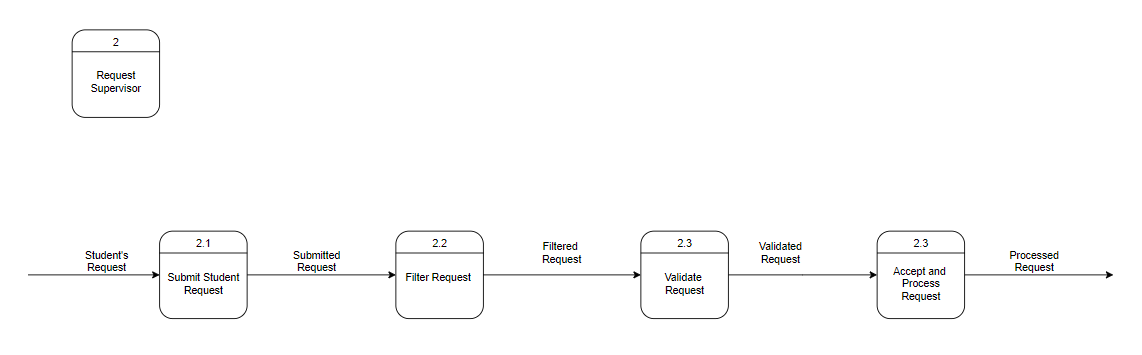 2
Request
Supervisor
Student's
Request
2.1
Submit Student
Request
Submitted
Request
2.2
Filter Request
Filtered
Request
2.3
Validate
Request
Validated
Request
2.3
Accept and
Process
Request
Processed
Request